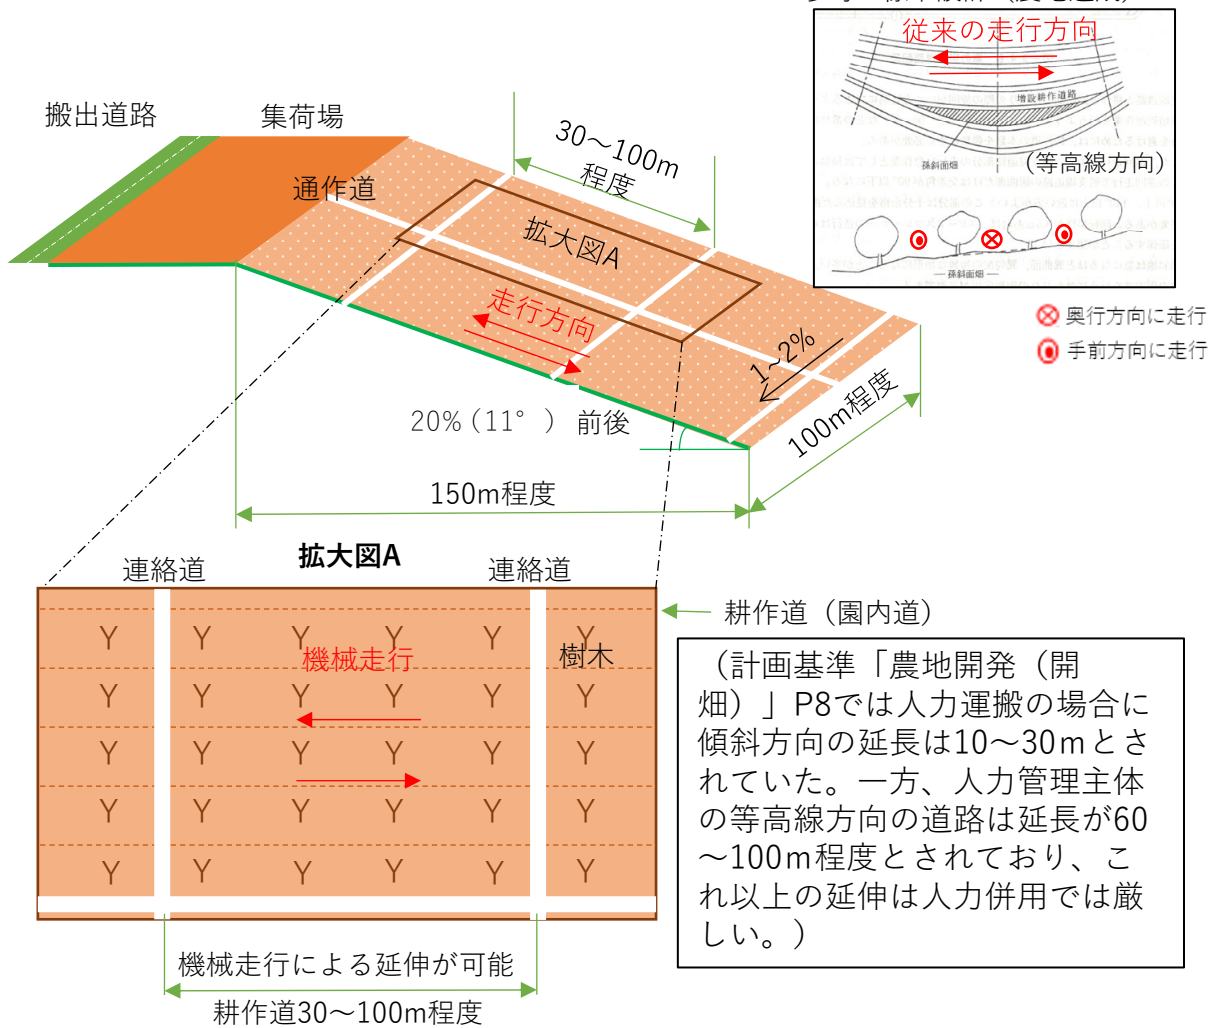 従来の走行方向
増設耕作道路
孫斜面畑
(等高線方向)
孫斜面畑
奥行方向に走行
手前方向に走行
搬出道路
集荷場
30～100m
程度
通作道
拡大図A
走行方向
1~2%
20%（11°）前後
100m程度
150m程度
拡大図A
連絡道
連絡道
耕作道（園内道）
Y Y Y Y Y Y
機械走行
樹木
Y Y Y Y Y Y
Y Y Y Y Y Y
Y Y Y Y Y Y
Y Y Y Y Y Y
機械走行による延伸が可能
耕作道30～100m程度
（計画基準「農地開発（開
畑）」P8では人力運搬の場合に
傾斜方向の延長は10～30ｍとさ
れていた。一方、人力管理主体
の等高線方向の道路は延長が60
～100ｍ程度とされており、こ
れ以上の延伸は人力併用では厳
しい。）